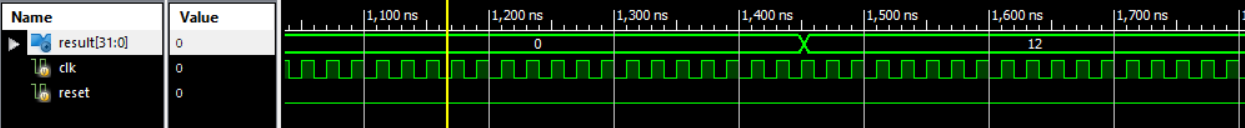 Name Value 1,100 ns 1,200 ns 1,300 ns 1,400 ns 1,500 ns 1,600 ns 1,700 ns
result[31:0] 0 0 12
clk 0
reset 0